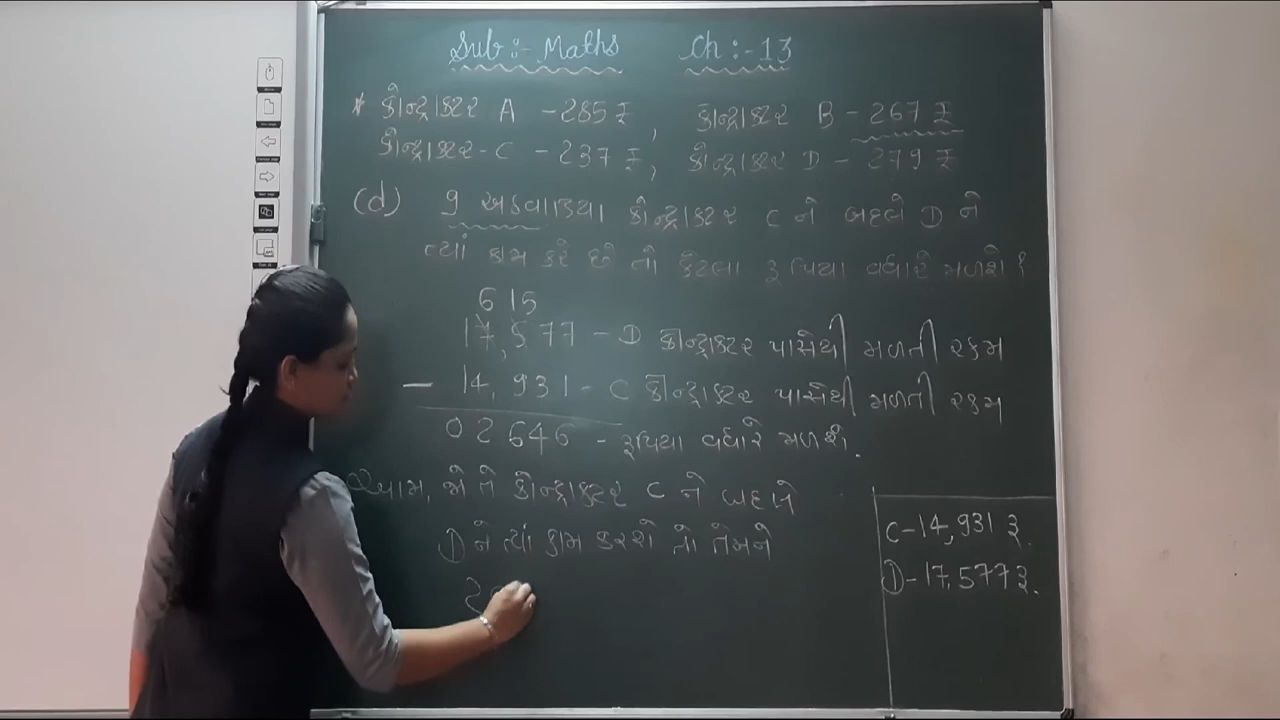 Sub:- Maths Ch :- 13
* કોન્ટ્રાક્ટર A - 285 ₹, કોન્ટ્રાક્ટર B - 267 ₹
કોન્ટ્રાક્ટર - C - 237 ₹, કોન્ટ્રાક્ટર D - 279 ₹
(d) 9 અઠવાડિયા કોન્ટ્રાક્ટર C ને બદલે D ને
ત્યાં કામ કરે છે તો કેટલા રૂપિયા વધારે મળશે ?
6 15
17,577 - D કોન્ટ્રાક્ટર પાસેથી મળતી રકમ
- 14,931 - C કોન્ટ્રાક્ટર પાસેથી મળતી રકમ
02646 - રૂપિયા વધારે મળશે.
આમ, જો તે કોન્ટ્રાક્ટર C ને બદલે
D ને ત્યાં કામ કરશે તો તેમને
C - 14,931 રૂ.
D - 17,577 રૂ.